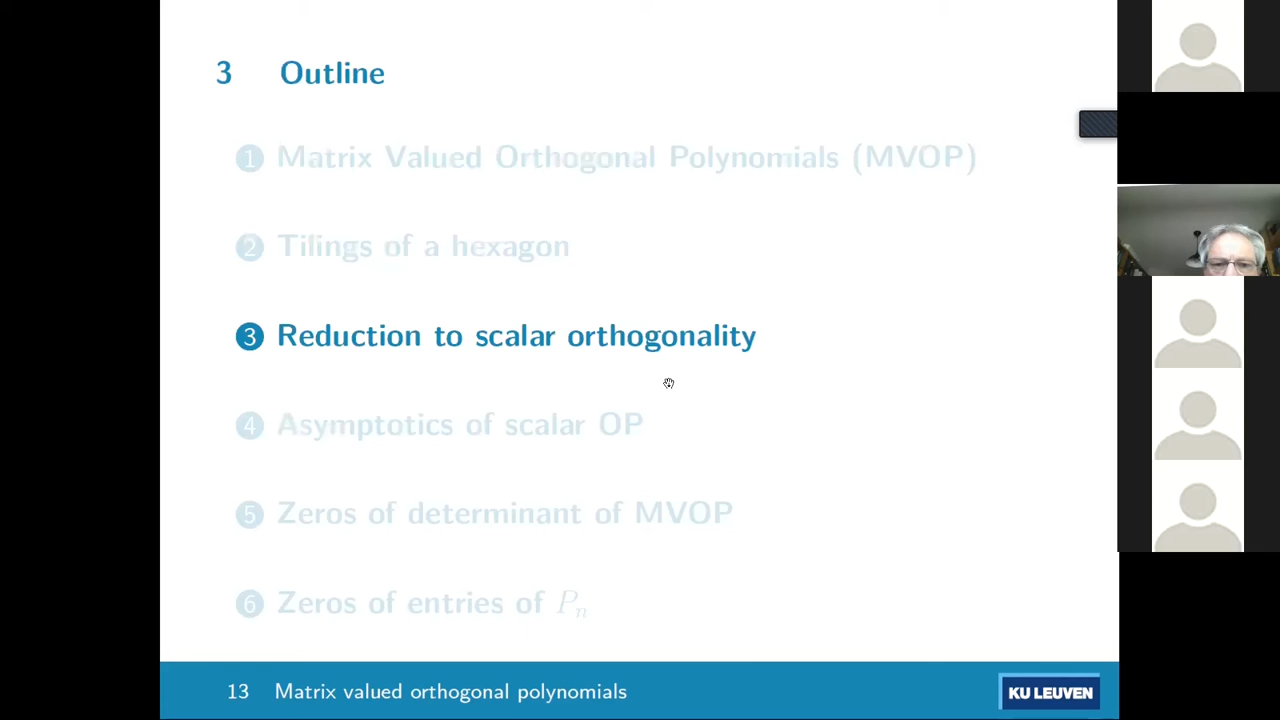 3 Outline
1 Matrix Valued Orthogonal Polynomials (MVOP)
2 Tilings of a hexagon
3 Reduction to scalar orthogonality
4 Asymptotics of scalar OP
5 Zeros of determinant of MVOP
6 Zeros of entries of Pₙ
13 Matrix valued orthogonal polynomials
KU LEUVEN